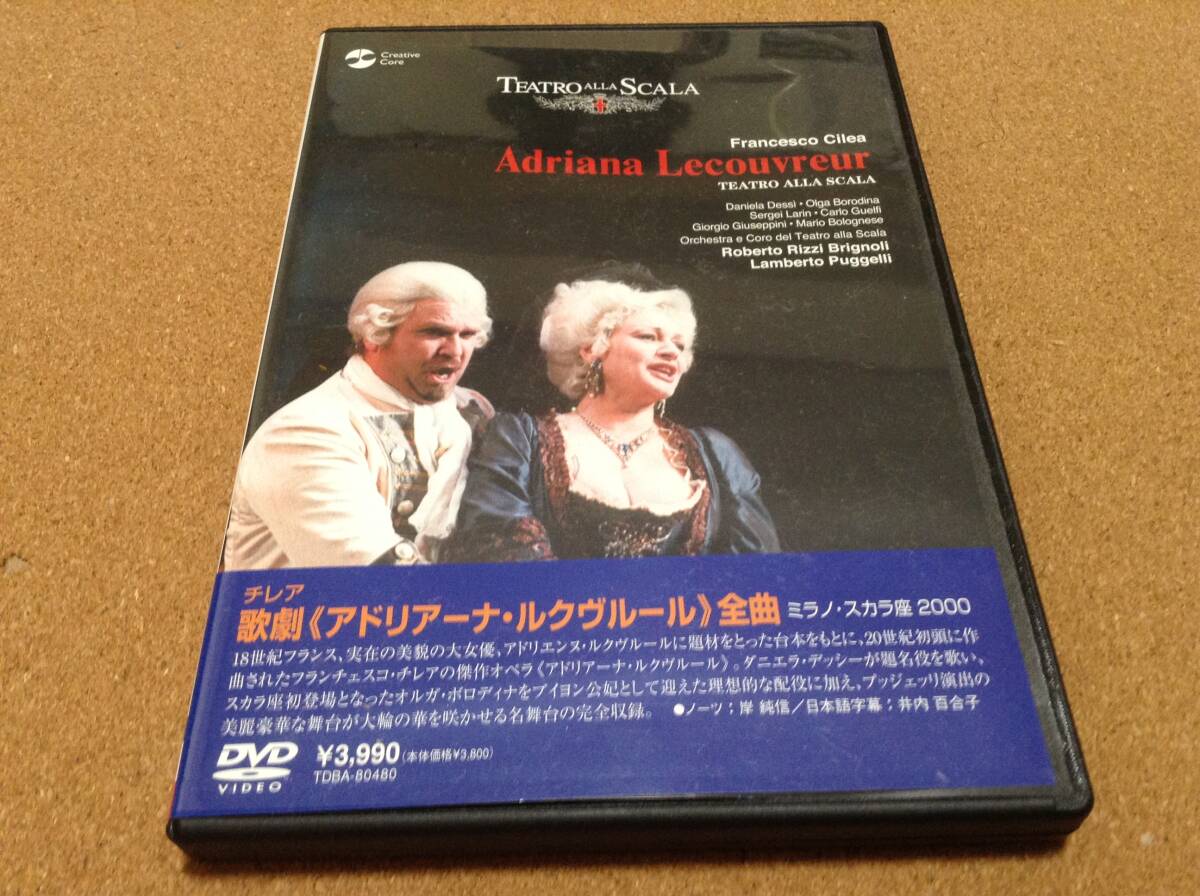 Creative
Core
TEATRO ALLA SCALA
Francesco Cilea
Adriana Lecouvreur
TEATRO ALLA SCALA
Daniela Dessì・Olga Borodina
Sergei Larin・Carlo Guelfi
Giorgio Giuseppini・Mario Bolognese
Orchestra e Coro del Teatro alla Scala
Roberto Rizzi Brignoli
Lamberto Puggelli
チレア
歌劇《アドリアーナ・ルクヴルール》全曲 ミラノ・スカラ座 2000
18世紀フランス、実在の美貌の大女優、アドリエンヌ・ルクヴルールに題材をとった台本をもとに、20世紀初頭に作
曲されたフランチェスコ・チレアの傑作オペラ《アドリアーナ・ルクヴルール》。ダニエラ・デッシーが題名役を歌い、
スカラ座初登場となったオルガ・ボロディナをブイヨン公妃として迎えた理想的な配役に加え、プッジェッリ演出の
美麗豪華な舞台が大輪の華を咲かせる名舞台の完全収録。 ●ノーツ；岸 純信／日本語字幕；井内 百合子
DVD
VIDEO
¥3,990（本体価格¥3,800）
TDBA-80480